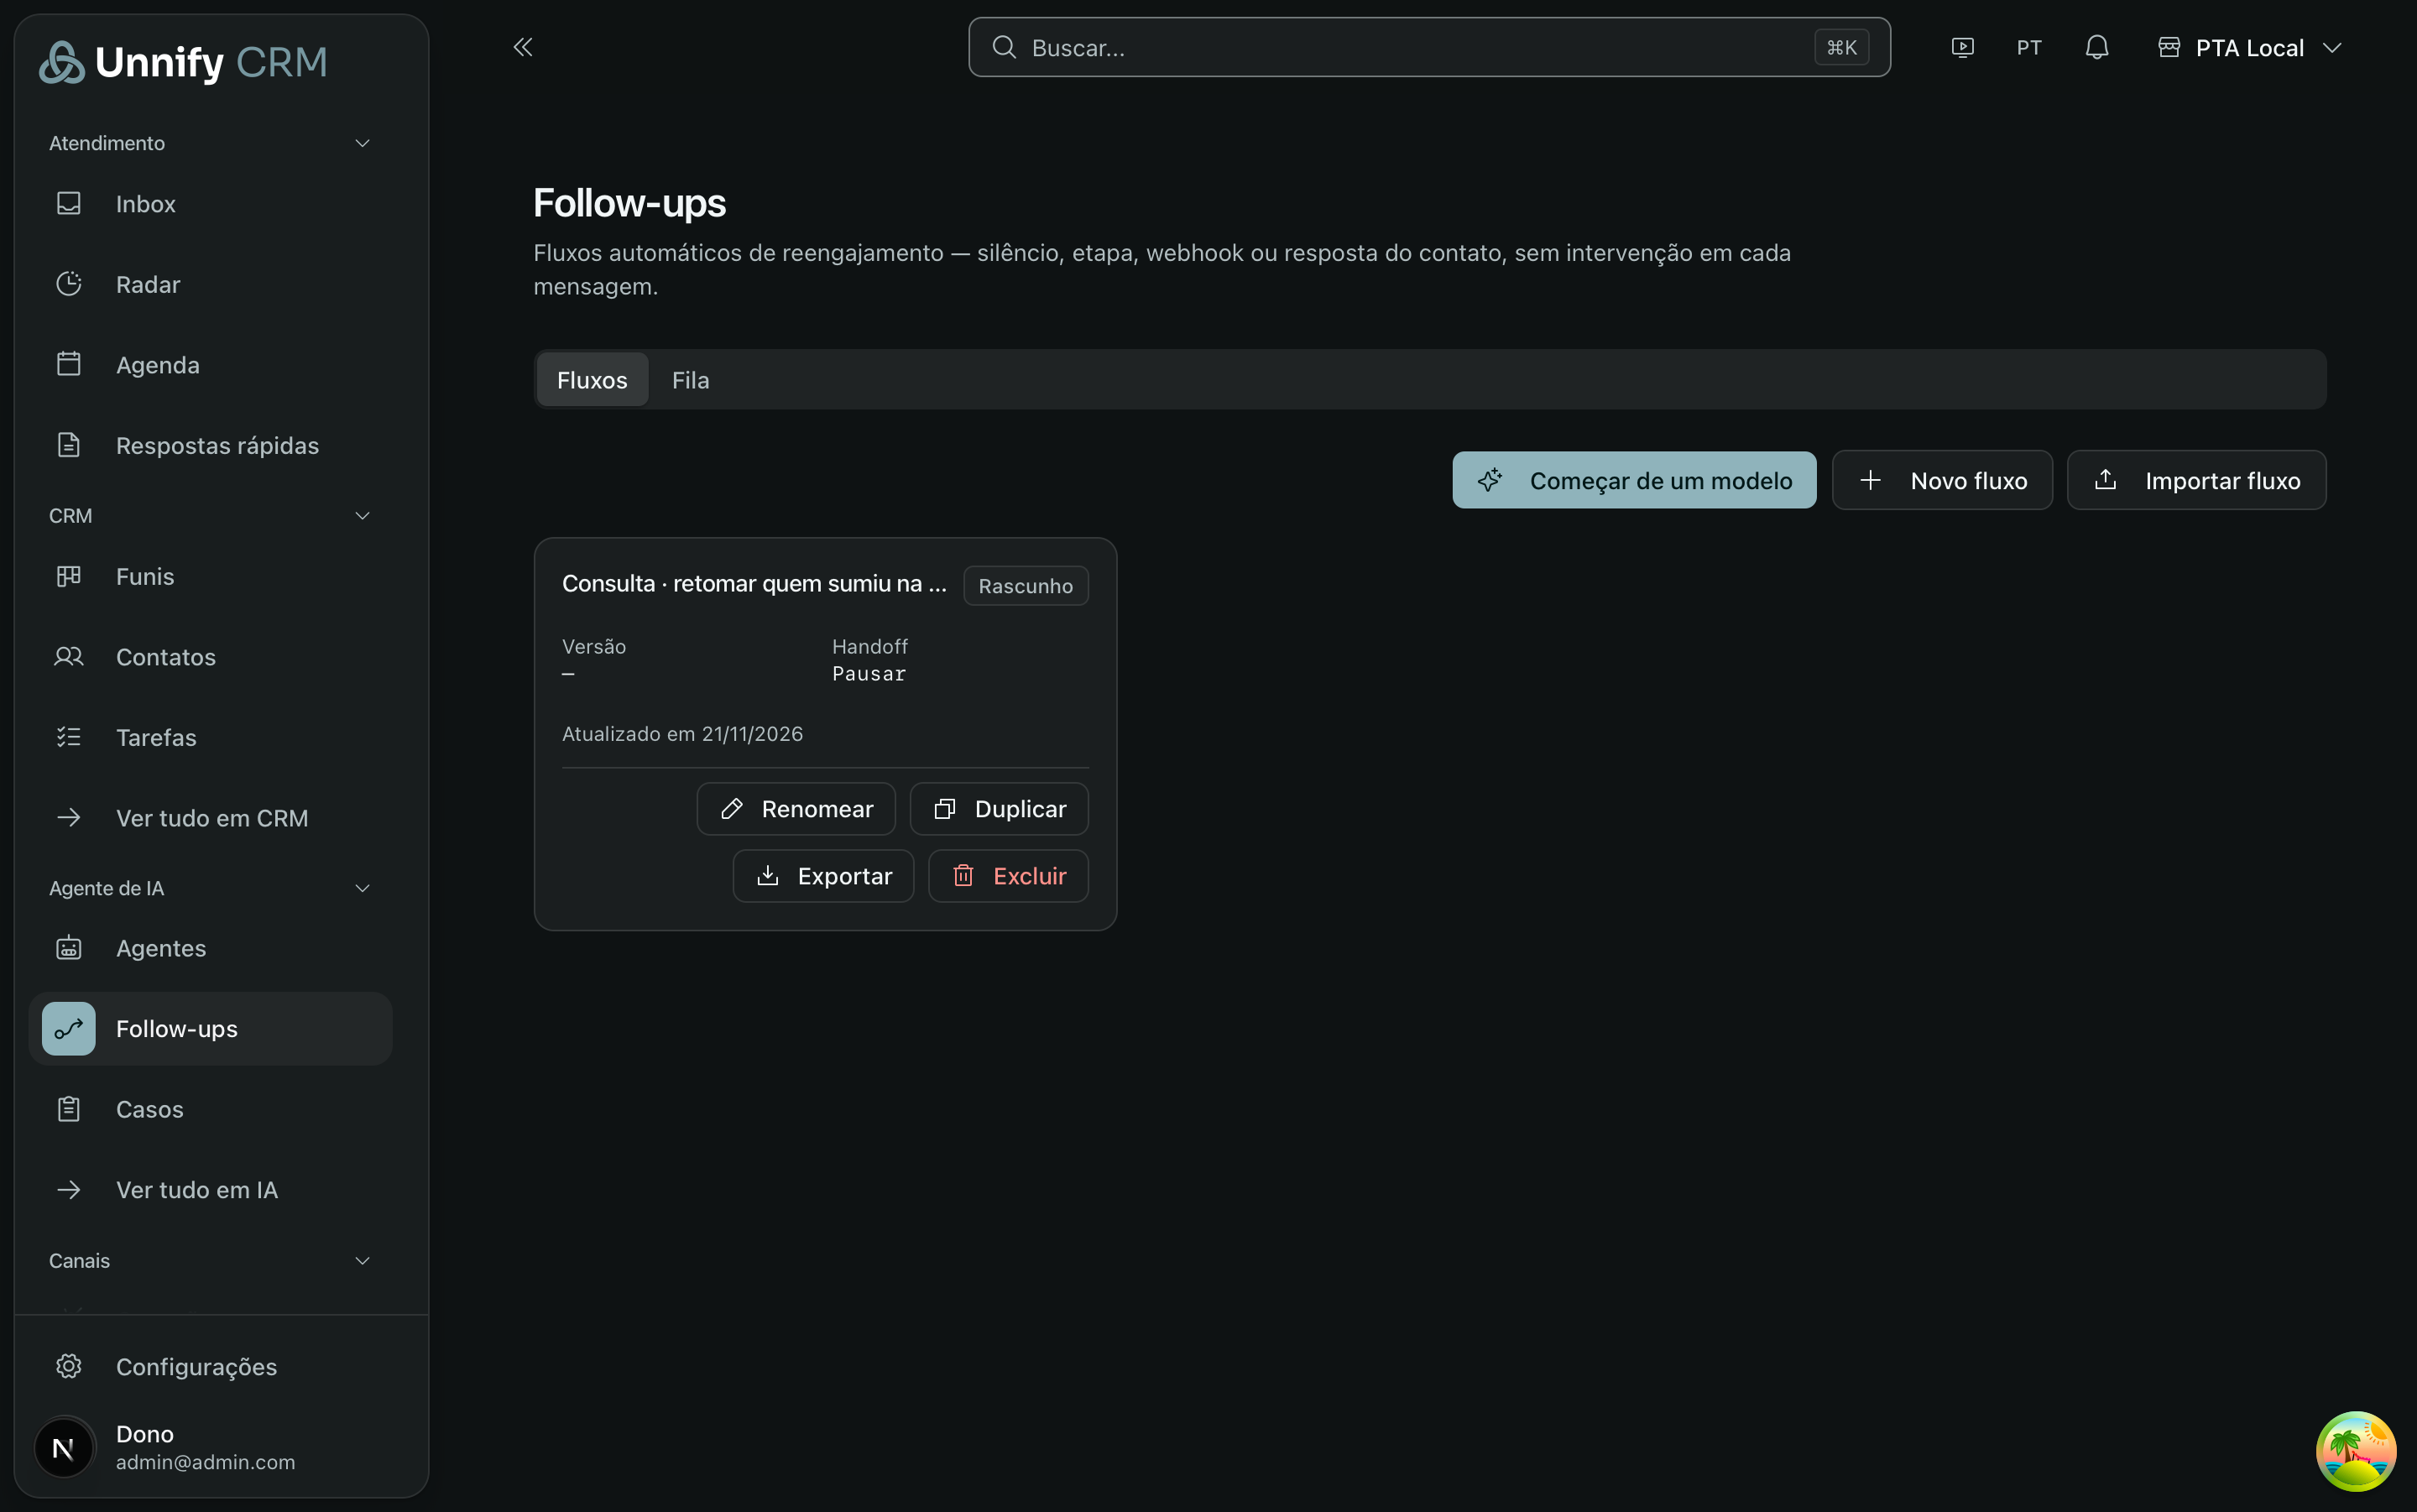 Unnify CRM
Atendimento
Inbox
Radar
Agenda
Respostas rápidas
CRM
Funis
Contatos
Tarefas
Ver tudo em CRM
Agente de IA
Agentes
Follow-ups
Casos
Ver tudo em IA
Canais
Configurações
N
Dono
admin@admin.com
Buscar...
⌘K
PT
PTA Local
Follow-ups
Fluxos automáticos de reengajamento — silêncio, etapa, webhook ou resposta do contato, sem intervenção em cada
mensagem.
Fluxos
Fila
Começar de um modelo
Novo fluxo
Importar fluxo
Consulta · retomar quem sumiu na ...
Rascunho
Versão
Handoff
—
Pausar
Atualizado em 21/11/2026
Renomear
Duplicar
Exportar
Excluir